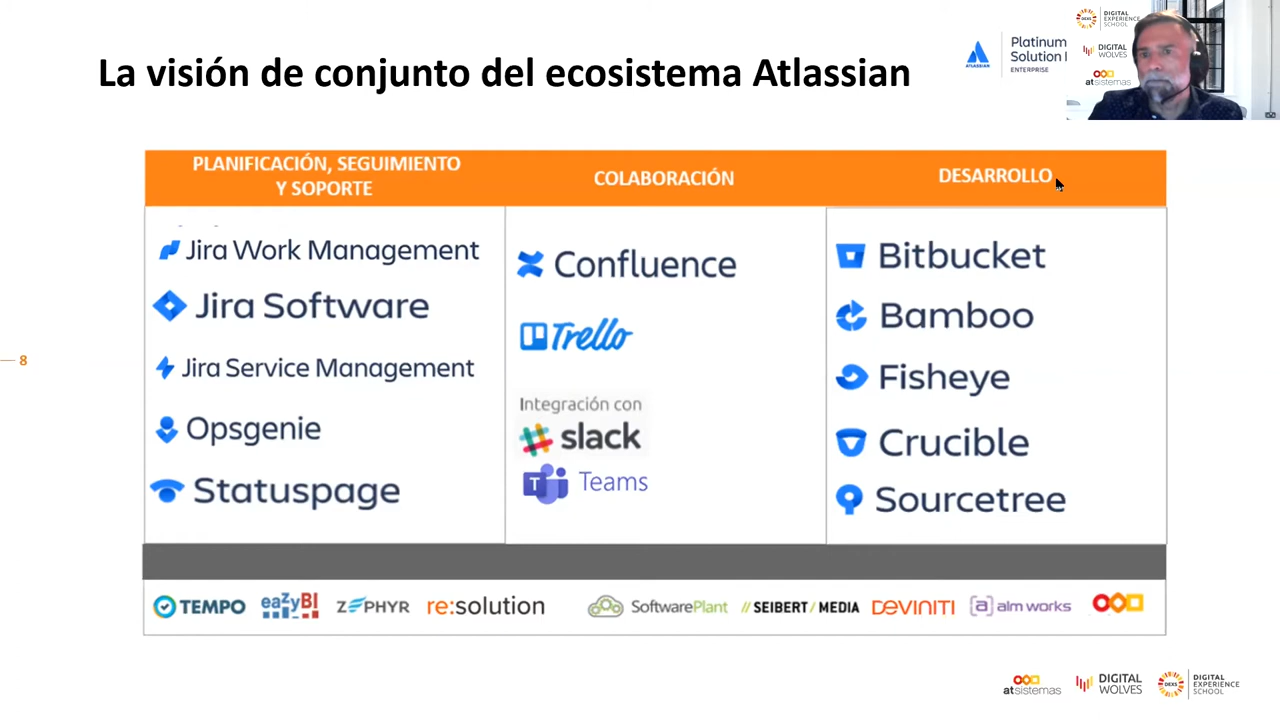 La visión de conjunto del ecosistema Atlassian
ATLASSIAN
Platinum
Solution
ENTERPRISE
DIGITAL
EXPERIENCE
SCHOOL
DIGITAL
WOLVES
atsistemas
PLANIFICACIÓN, SEGUIMIENTO
Y SOPORTE
COLABORACIÓN
DESARROLLO
Jira Work Management
Jira Software
Jira Service Management
Opsgenie
Statuspage
Confluence
Trello
Integración con
slack
Teams
Bitbucket
Bamboo
Fisheye
Crucible
Sourcetree
8
TEMPO
eaZyBI
ZEPHYR
re:solution
SoftwarePlant
//SEIBERT/MEDIA
DEVINITI
[a] alm works
atsistemas
DIGITAL
WOLVES
DEXS
DIGITAL
EXPERIENCE
SCHOOL